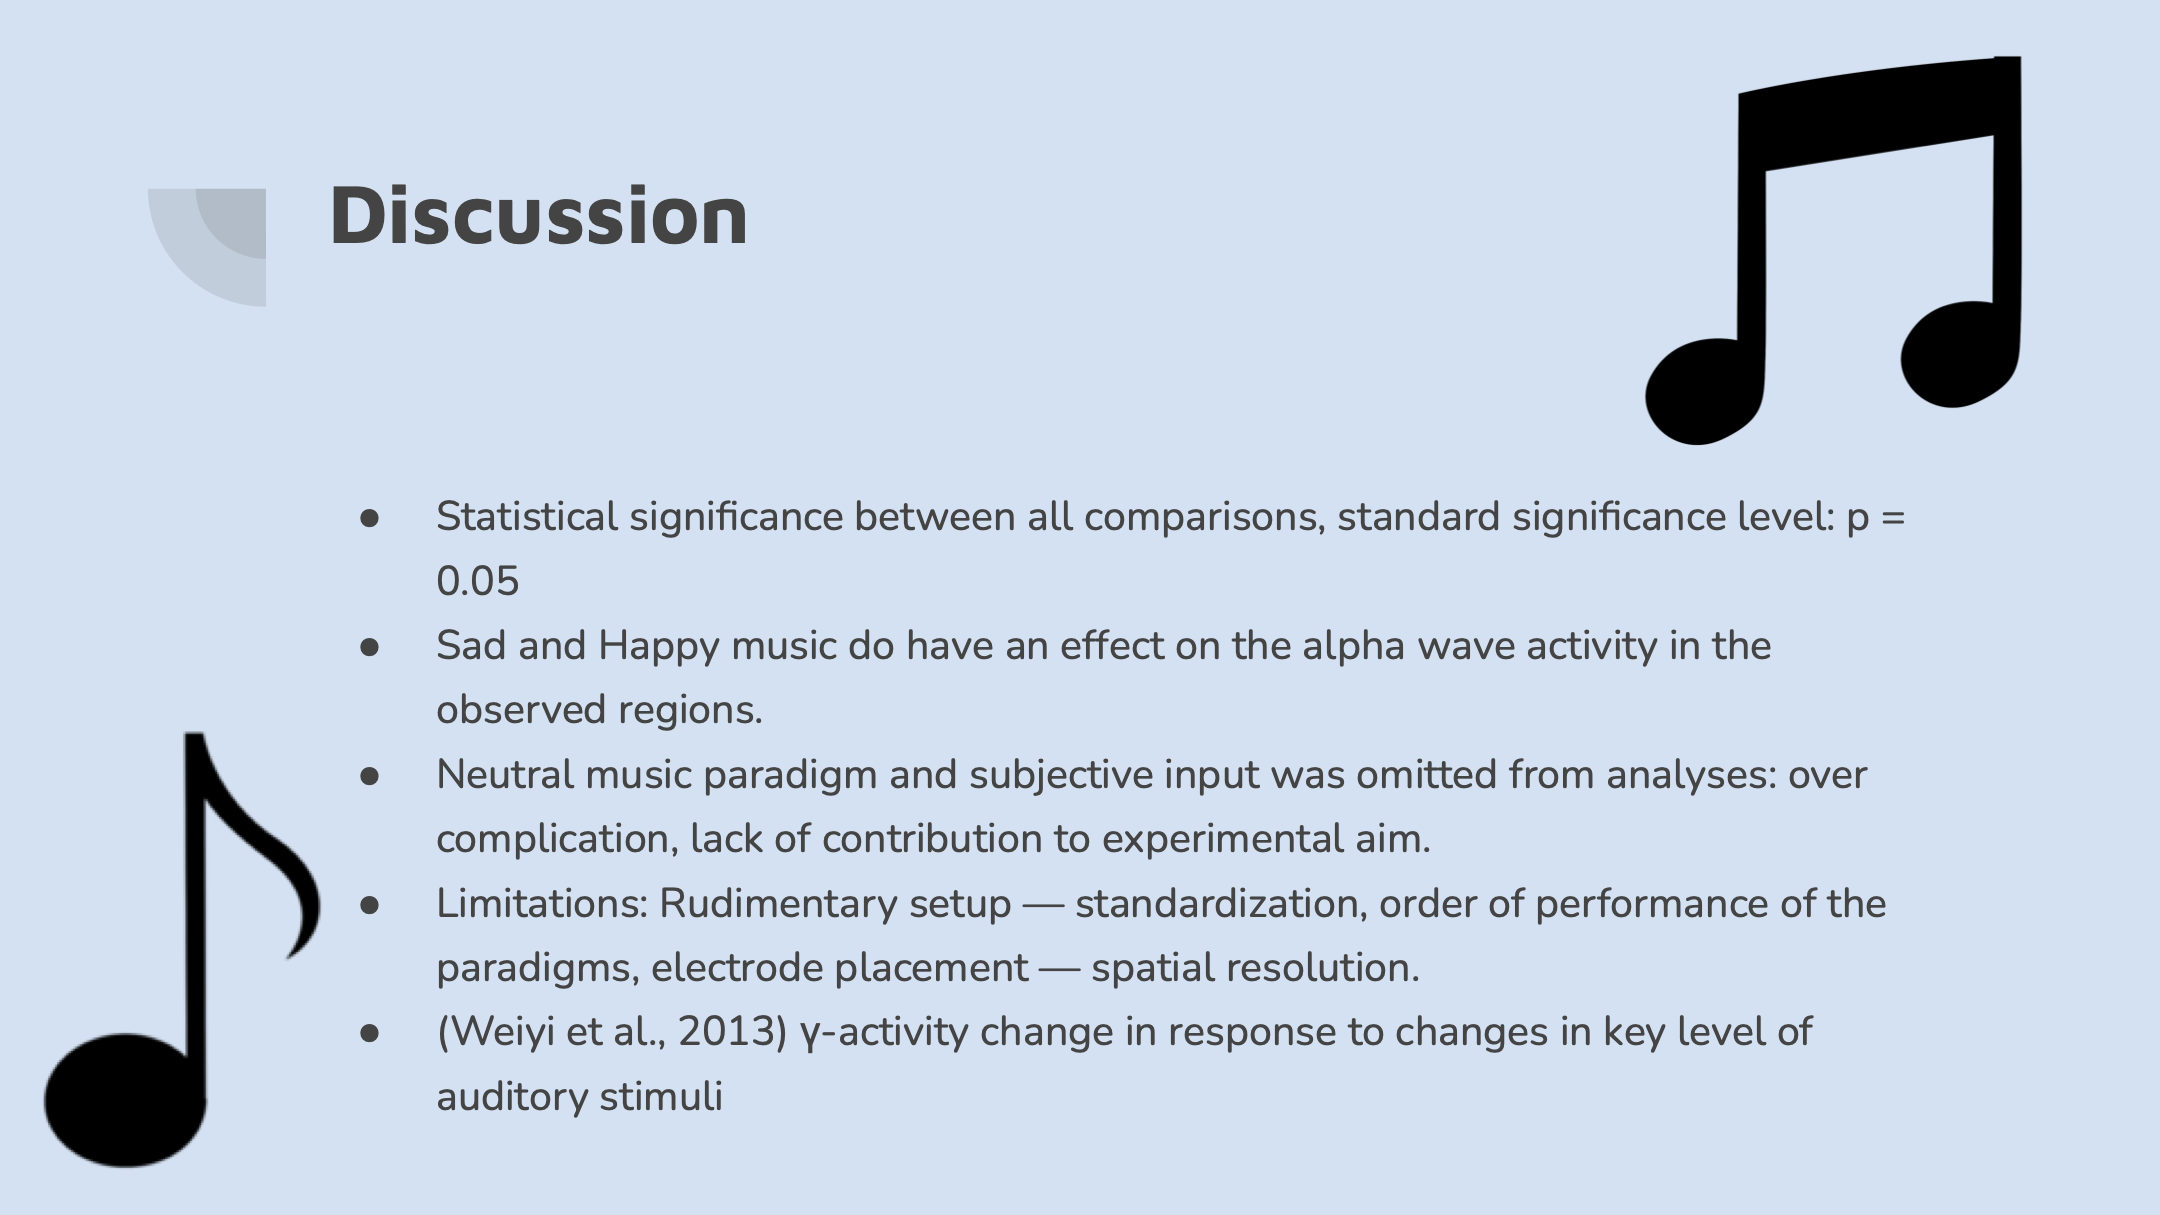 Discussion
● Statistical significance between all comparisons, standard significance level: p =
0.05
● Sad and Happy music do have an effect on the alpha wave activity in the
observed regions.
● Neutral music paradigm and subjective input was omitted from analyses: over
complication, lack of contribution to experimental aim.
● Limitations: Rudimentary setup — standardization, order of performance of the
paradigms, electrode placement — spatial resolution.
● (Weiyi et al., 2013) γ-activity change in response to changes in key level of
auditory stimuli